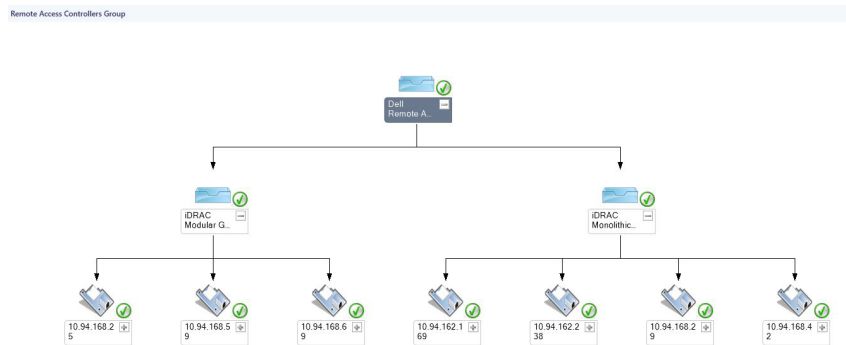 Remote Access Controllers Group
Dell
Remote A..
iDRAC
Modular G..
iDRAC
Monolithic..
10.94.168.2
5
10.94.168.5
9
10.94.168.6
9
10.94.162.1
69
10.94.162.2
38
10.94.168.2
9
10.94.168.4
2